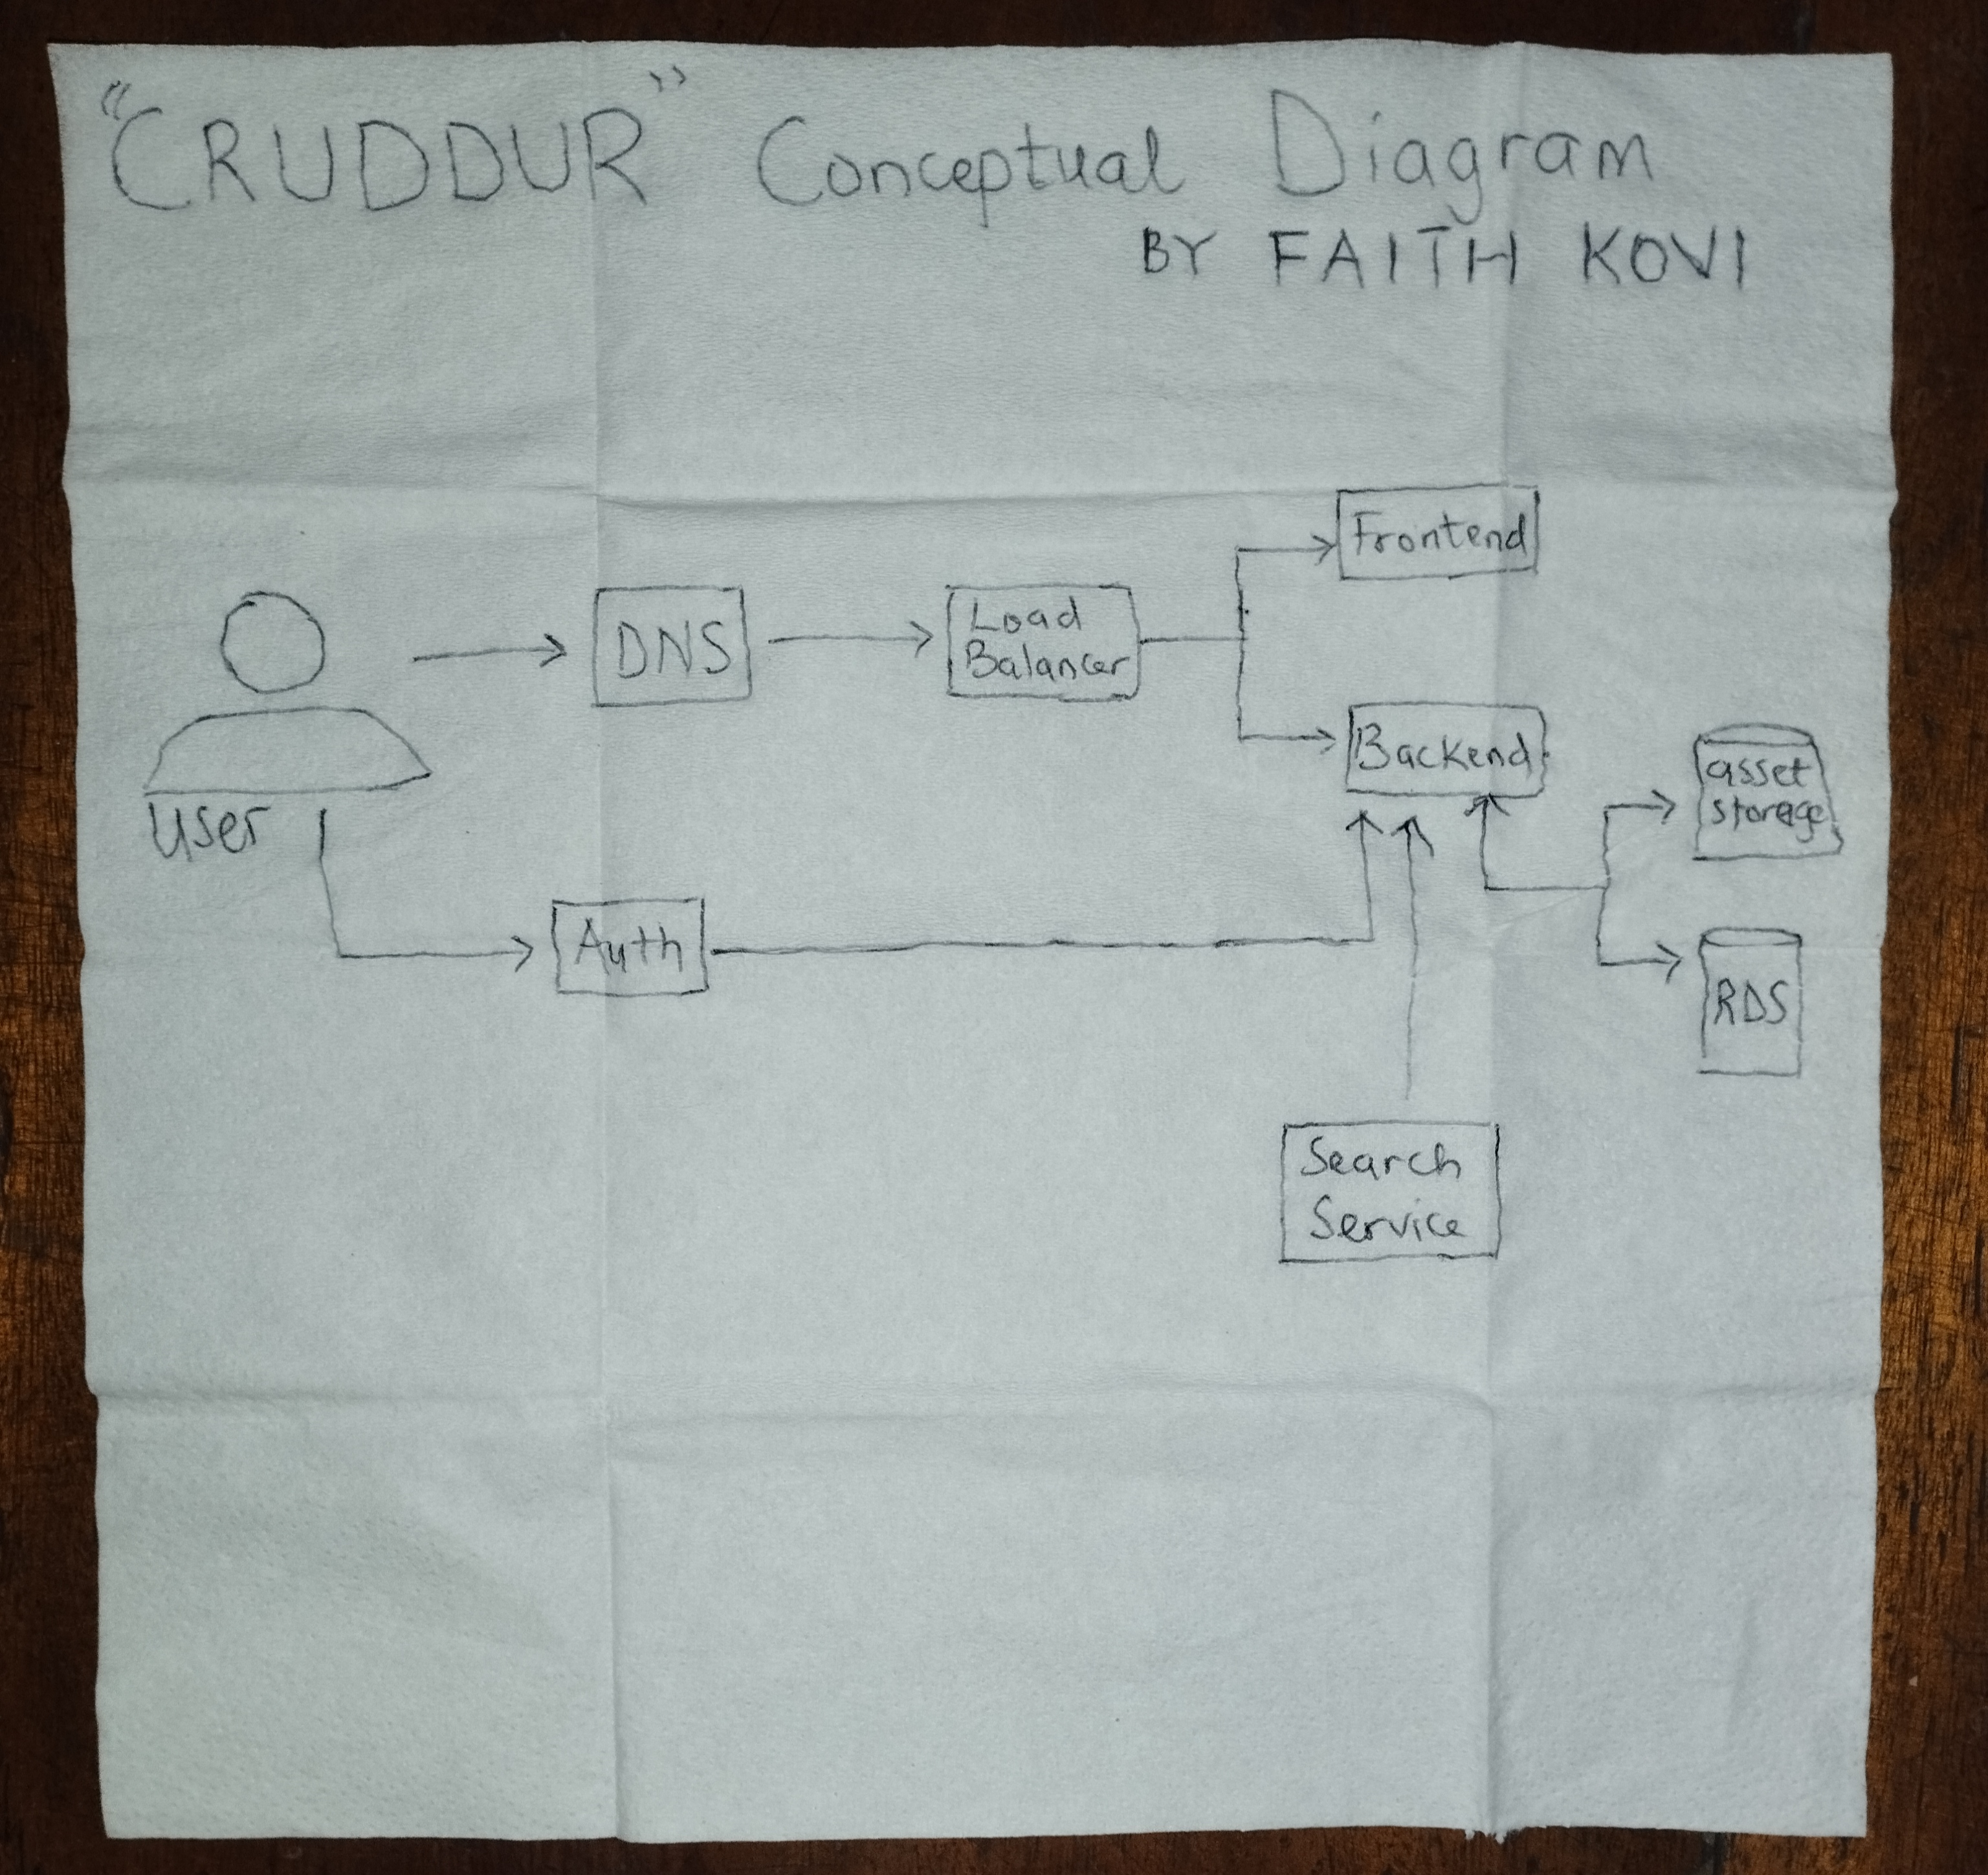 "CRUDDUR" Conceptual Diagram
BY FAITH KOVI
Frontend
DNS
Load
Balancer
Backend
asset
storage
User
Auth
RDS
Search
Service